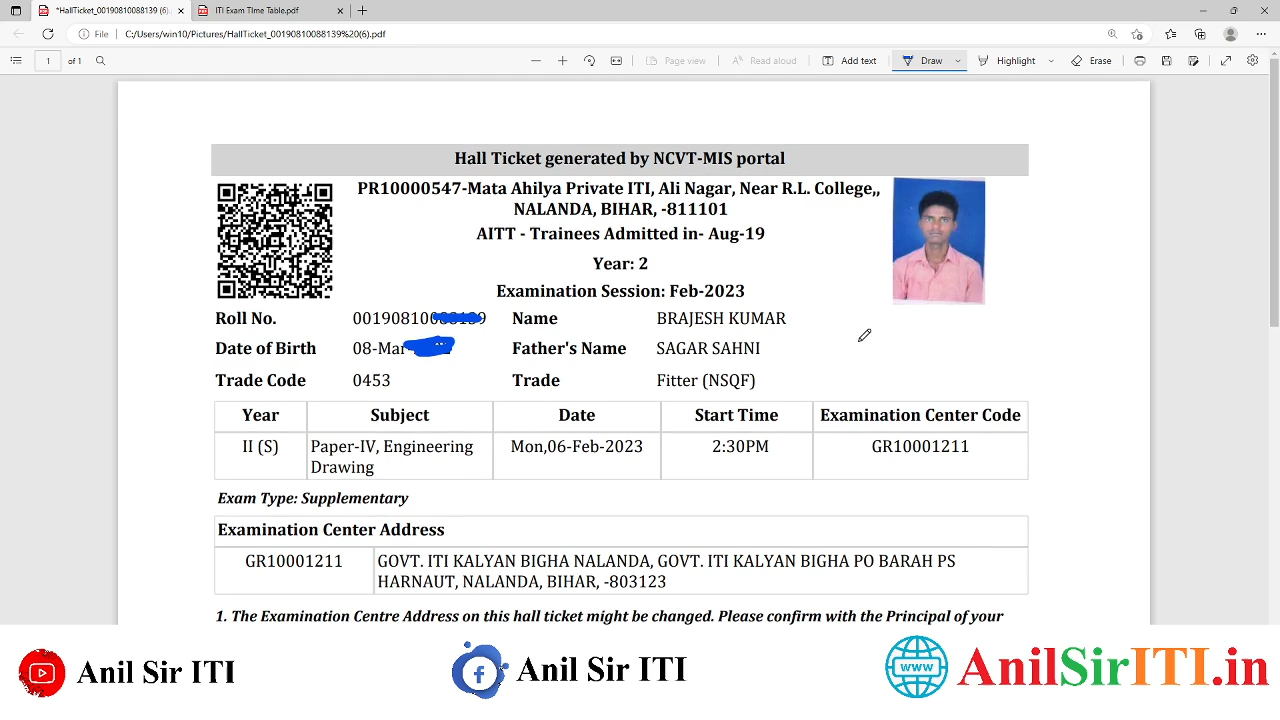 *HallTicket_00190810088139 (6).
ITI Exam TIme Table.pdf
File
C:/Users/win10/Pictures/HallTicket_00190810088139%20(6).pdf
1 of 1
Page view
Read aloud
Add text
Draw
Highlight
Erase
Hall Ticket generated by NCVT-MIS portal
PR10000547-Mata Ahilya Private ITI, Ali Nagar, Near R.L. College,,
NALANDA, BIHAR, -811101
AITT - Trainees Admitted in- Aug-19
Year: 2
Examination Session: Feb-2023
Roll No. 00190810 Name BRAJESH KUMAR
Date of Birth 08-Mar Father's Name SAGAR SAHNI
Trade Code 0453 Trade Fitter (NSQF)
Year Subject Date Start Time Examination Center Code
II (S) Paper-IV, Engineering Mon,06-Feb-2023 2:30PM GR10001211
Drawing
Exam Type: Supplementary
Examination Center Address
GR10001211 GOVT. ITI KALYAN BIGHA NALANDA, GOVT. ITI KALYAN BIGHA PO BARAH PS
HARNAUT, NALANDA, BIHAR, -803123
1. The Examination Centre Address on this hall ticket might be changed. Please confirm with the Principal of your
Anil Sir ITI
f Anil Sir ITI
www AnilSirITI.in